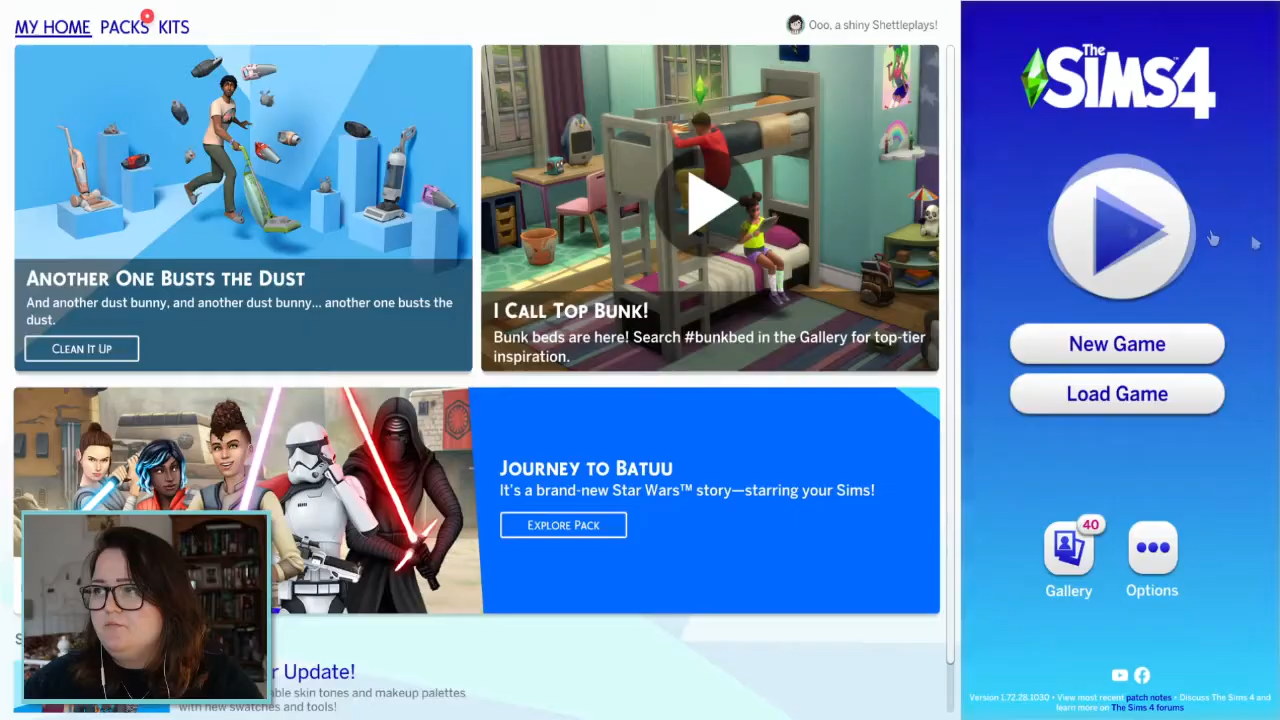 MY HOME PACKS KITS
Ooo, a shiny Shettleplays!
ANOTHER ONE BUSTS THE DUST
And another dust bunny, and another dust bunny... another one busts the
dust.
CLEAN IT UP
I CALL TOP BUNK!
Bunk beds are here! Search #bunkbed in the Gallery for top-tier
inspiration.
JOURNEY TO BATUU
It's a brand-new Star Wars™ story—starring your Sims!
EXPLORE PACK
Update!
skin tones and makeup palettes
with new swatches and tools!
The SIMS 4
New Game
Load Game
40
Gallery
Options
Version 1.72.28.1030 • View most recent patch notes • Discuss The Sims 4 and
learn more on The Sims 4 forums